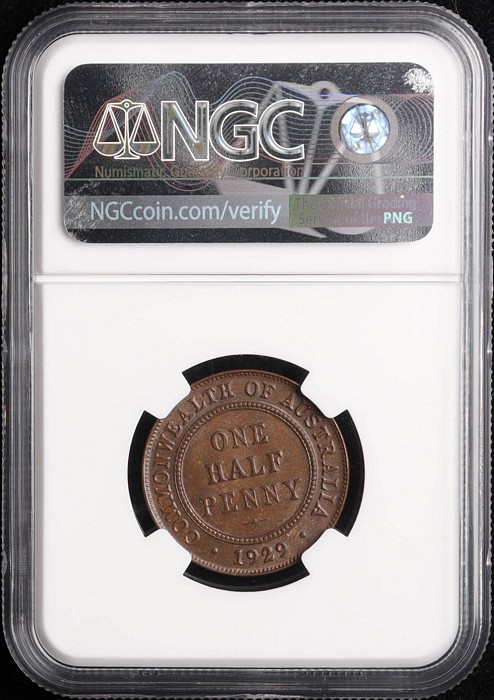 NGC
Numismatic Guaranty Corporation
NGCcoin.com/verify
PNG
COMMONWEALTH OF AUSTRALIA
ONE
HALF
PENNY
· 1929 ·